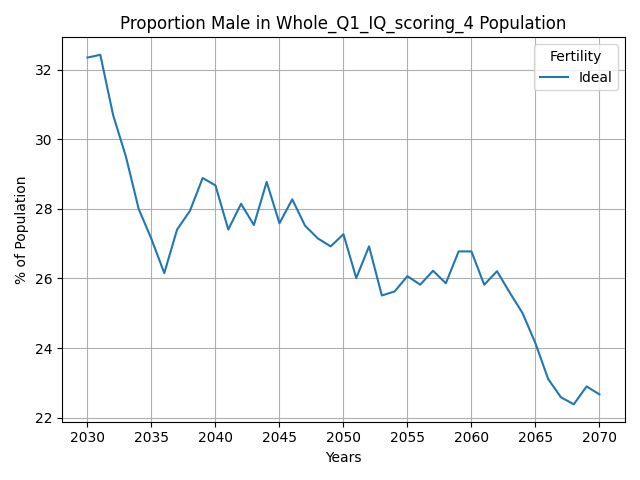 Proportion Male in Whole_Q1_IQ_scoring_4 Population
Fertility
Ideal
% of Population
32
30
28
26
24
22
2030 2035 2040 2045 2050 2055 2060 2065 2070
Years